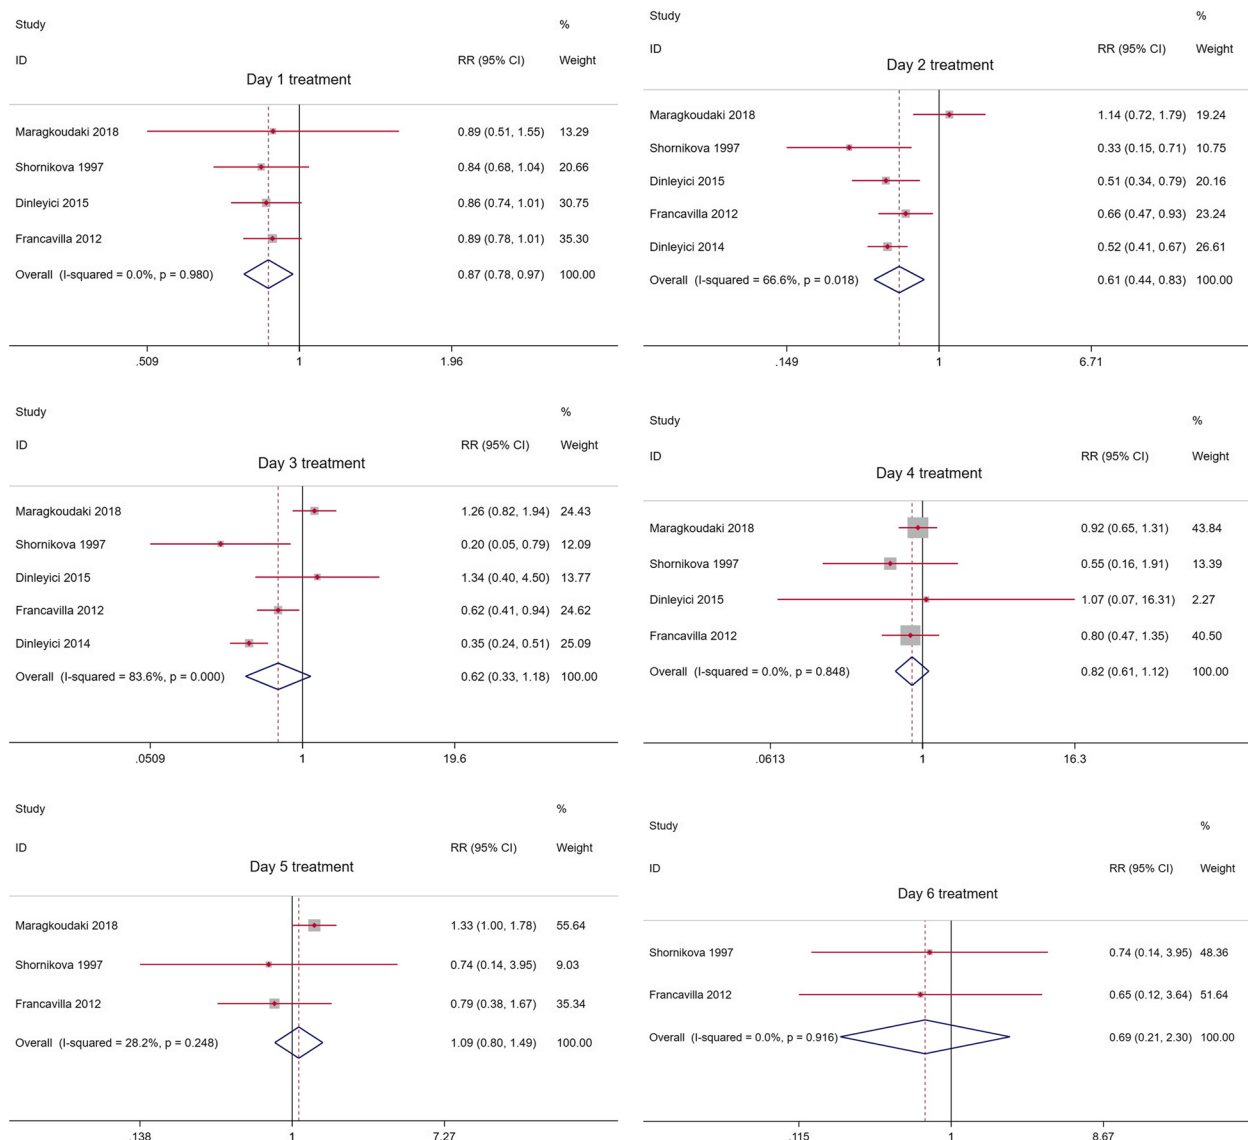 Study %
ID RR (95% CI) Weight
Day 1 treatment
Maragkoudaki 2018 0.89 (0.51, 1.55) 13.29
Shornikova 1997 0.84 (0.68, 1.04) 20.66
Dinleyici 2015 0.86 (0.74, 1.01) 30.75
Francavilla 2012 0.89 (0.78, 1.01) 35.30
Overall (I-squared = 0.0%, p = 0.980) 0.87 (0.78, 0.97) 100.00
.509 1 1.96
Study %
ID RR (95% CI) Weight
Day 2 treatment
Maragkoudaki 2018 1.14 (0.72, 1.79) 19.24
Shornikova 1997 0.33 (0.15, 0.71) 10.75
Dinleyici 2015 0.51 (0.34, 0.79) 20.16
Francavilla 2012 0.66 (0.47, 0.93) 23.24
Dinleyici 2014 0.52 (0.41, 0.67) 26.61
Overall (I-squared = 66.6%, p = 0.018) 0.61 (0.44, 0.83) 100.00
.149 1 6.71
Study %
ID RR (95% CI) Weight
Day 3 treatment
Maragkoudaki 2018 1.26 (0.82, 1.94) 24.43
Shornikova 1997 0.20 (0.05, 0.79) 12.09
Dinleyici 2015 1.34 (0.40, 4.50) 13.77
Francavilla 2012 0.62 (0.41, 0.94) 24.62
Dinleyici 2014 0.35 (0.24, 0.51) 25.09
Overall (I-squared = 83.6%, p = 0.000) 0.62 (0.33, 1.18) 100.00
.0509 1 19.6
Study %
ID RR (95% CI) Weight
Day 4 treatment
Maragkoudaki 2018 0.92 (0.65, 1.31) 43.84
Shornikova 1997 0.55 (0.16, 1.91) 13.39
Dinleyici 2015 1.07 (0.07, 16.31) 2.27
Francavilla 2012 0.80 (0.47, 1.35) 40.50
Overall (I-squared = 0.0%, p = 0.848) 0.82 (0.61, 1.12) 100.00
.0613 1 16.3
Study %
ID RR (95% CI) Weight
Day 5 treatment
Maragkoudaki 2018 1.33 (1.00, 1.78) 55.64
Shornikova 1997 0.74 (0.14, 3.95) 9.03
Francavilla 2012 0.79 (0.38, 1.67) 35.34
Overall (I-squared = 28.2%, p = 0.248) 1.09 (0.80, 1.49) 100.00
.138 1 7.27
Study %
ID RR (95% CI) Weight
Day 6 treatment
Shornikova 1997 0.74 (0.14, 3.95) 48.36
Francavilla 2012 0.65 (0.12, 3.64) 51.64
Overall (I-squared = 0.0%, p = 0.916) 0.69 (0.21, 2.30) 100.00
.115 1 8.67